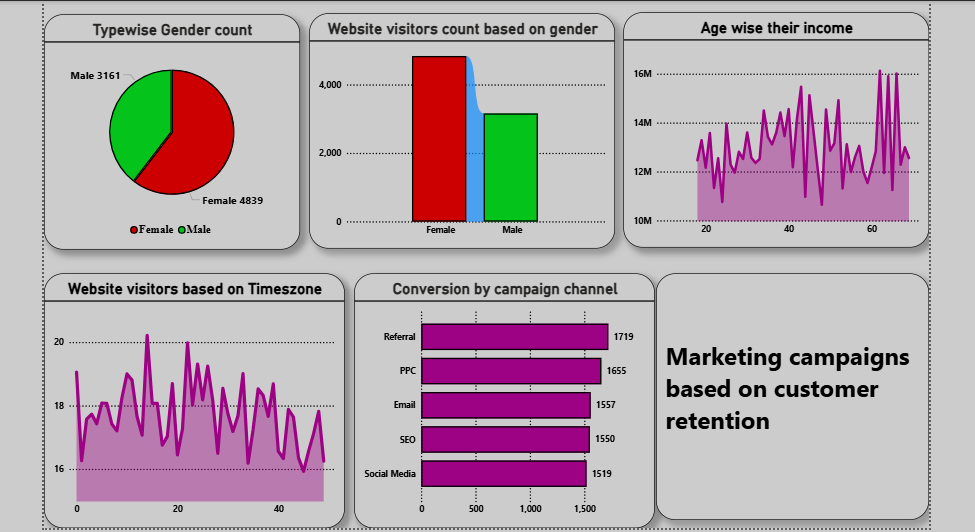 Typewise Gender count
Male 3161
Female 4839
Female Male
Website visitors count based on gender
4,000
2,000
0
Female Male
Age wise their income
16M
14M
12M
10M
20 40 60
Website visitors based on Timeszone
20
18
16
0 20 40
Conversion by campaign channel
Referral 1719
PPC 1655
Email 1557
SEO 1550
Social Media 1519
0 500 1,000 1,500
Marketing campaigns
based on customer
retention